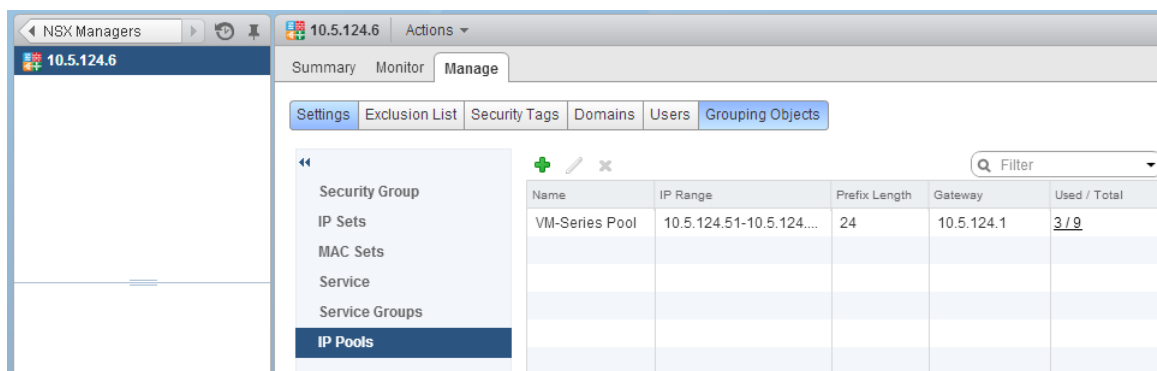 NSX Managers
10.5.124.6
10.5.124.6 Actions
Summary Monitor Manage
Settings Exclusion List Security Tags Domains Users Grouping Objects
Filter
Security Group
IP Sets
MAC Sets
Service
Service Groups
IP Pools
Name IP Range Prefix Length Gateway Used / Total
VM-Series Pool 10.5.124.51-10.5.124.... 24 10.5.124.1 3 / 9